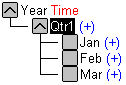 Year Time
Qtr1 (+)
Jan (+)
Feb (+)
Mar (+)